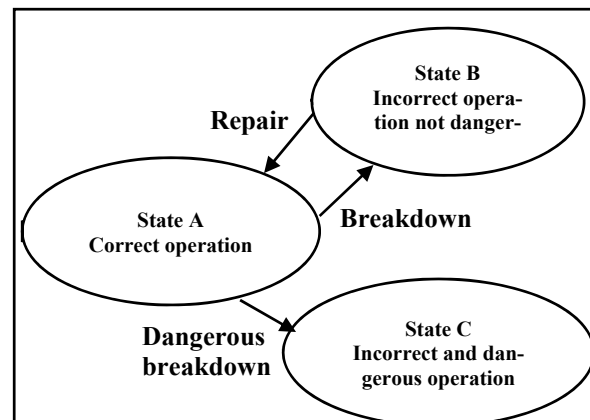 State B
Incorrect opera-
tion not danger-
Repair
State A
Correct operation
Breakdown
Dangerous
breakdown
State C
Incorrect and dan-
gerous operation